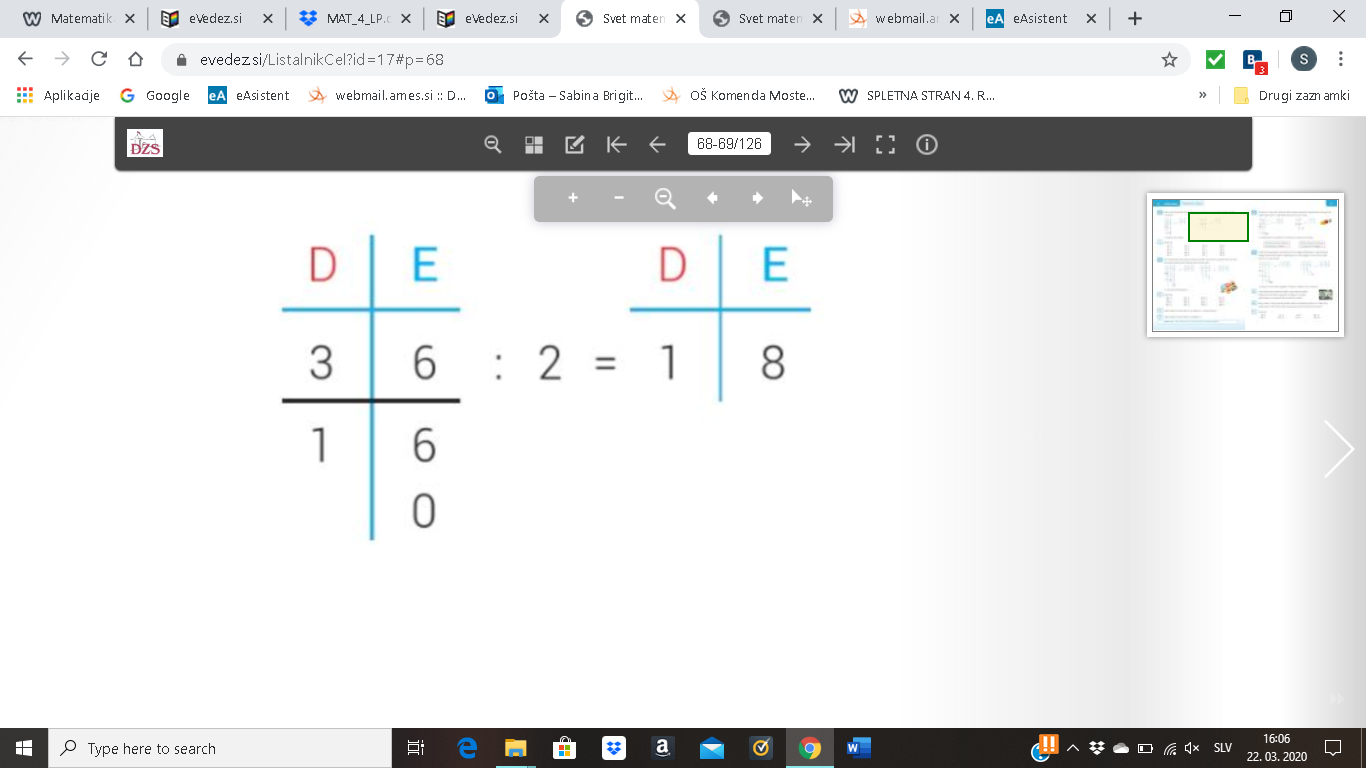 Matematik
eVedez.si
MAT_4_LP.c
eVedez.si
Svet maten
Svet maten
webmail.ar
eA eAsistent
evedez.si/ListalnikCel?id=17#p=68
S
B 3
Aplikacije
Google
eA eAsistent
webmail.ames.si :: D...
Pošta – Sabina Brigit...
OŠ Komenda Moste...
SPLETNA STRAN 4. R...
»
Drugi zaznamki
DZS
68-69/126
D E D E
3 6 : 2 = 1 8
1 6
0
Type here to search
SLV
16:06
22. 03. 2020